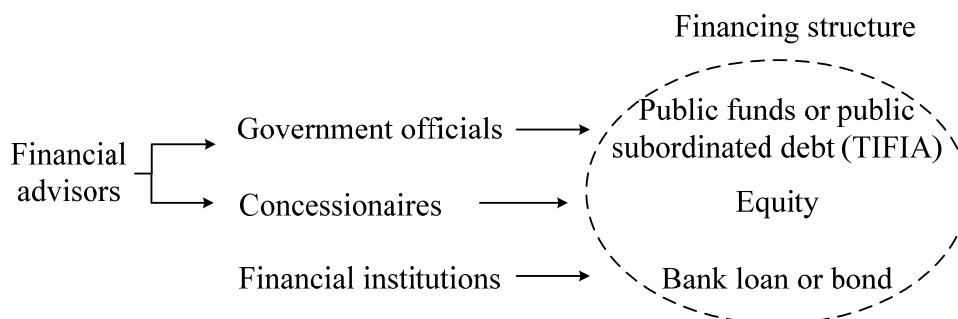 Financing structure
Public funds or public
subordinated debt (TIFIA)
Government officials
Financial
advisors
Concessionaires
Equity
Financial institutions
Bank loan or bond